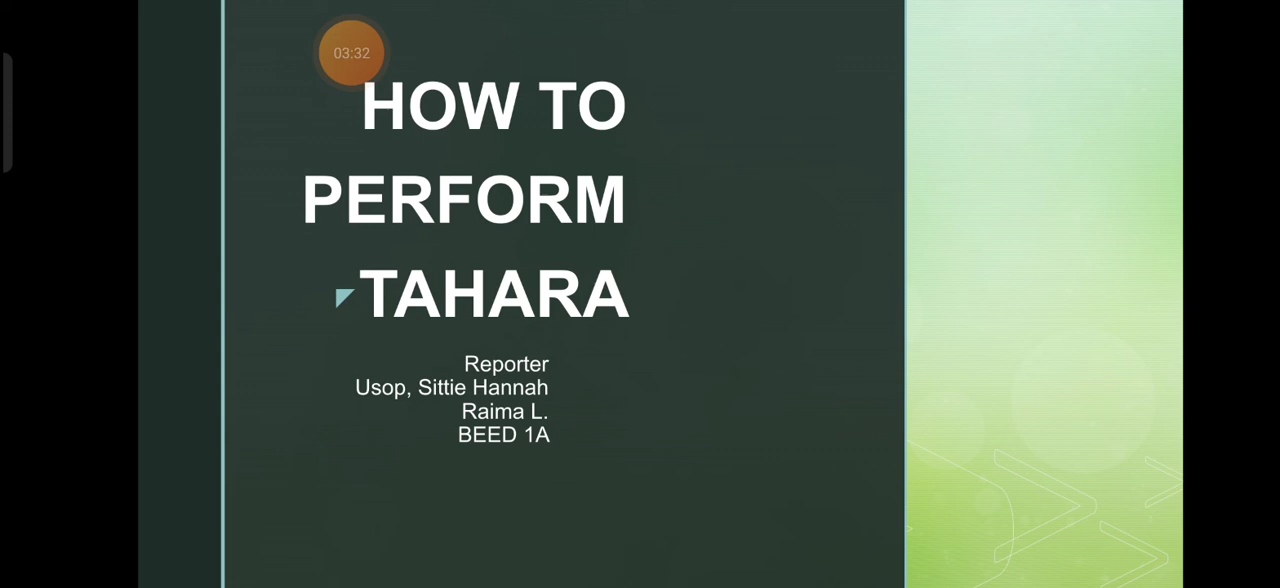 03:32
HOW TO
PERFORM
TAHARA
Reporter
Usop, Sittie Hannah
Raima L.
BEED 1A